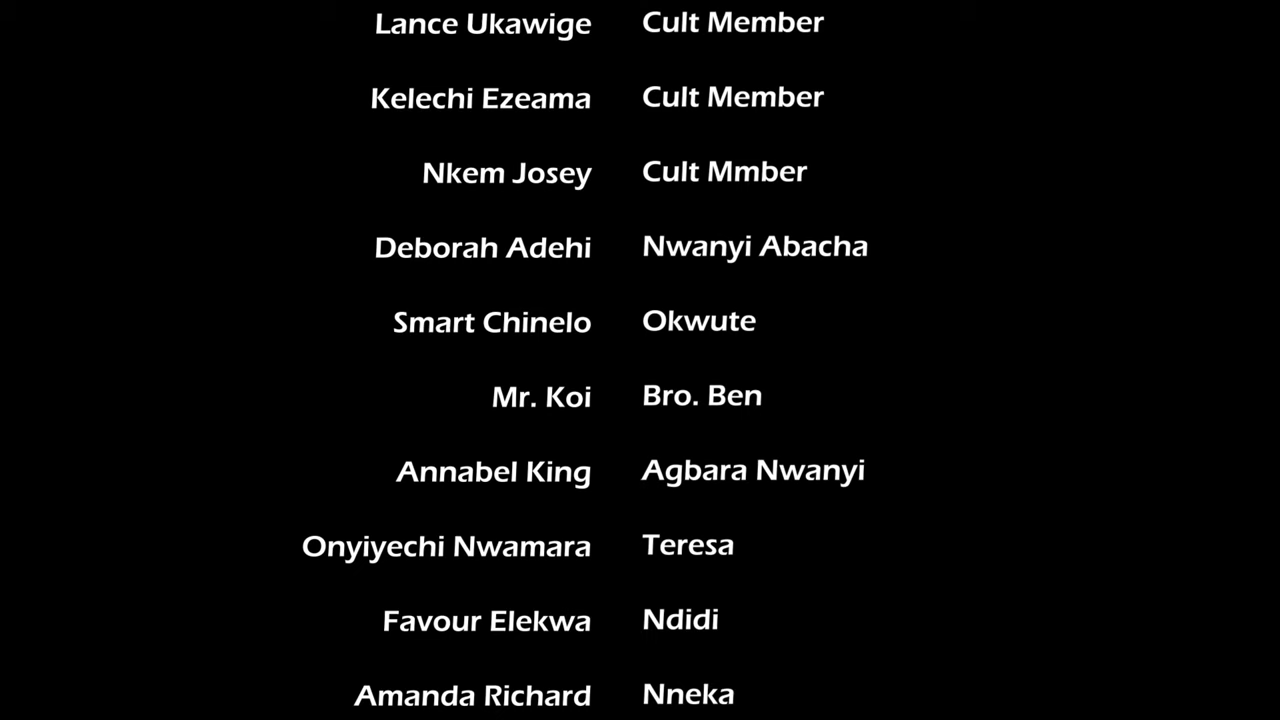 Lance Ukawige Cult Member
Kelechi Ezeama Cult Member
Nkem Josey Cult Mmber
Deborah Adehi Nwanyi Abacha
Smart Chinelo Okwute
Mr. Koi Bro. Ben
Annabel King Agbara Nwanyi
Onyiyechi Nwamara Teresa
Favour Elekwa Ndidi
Amanda Richard Nneka